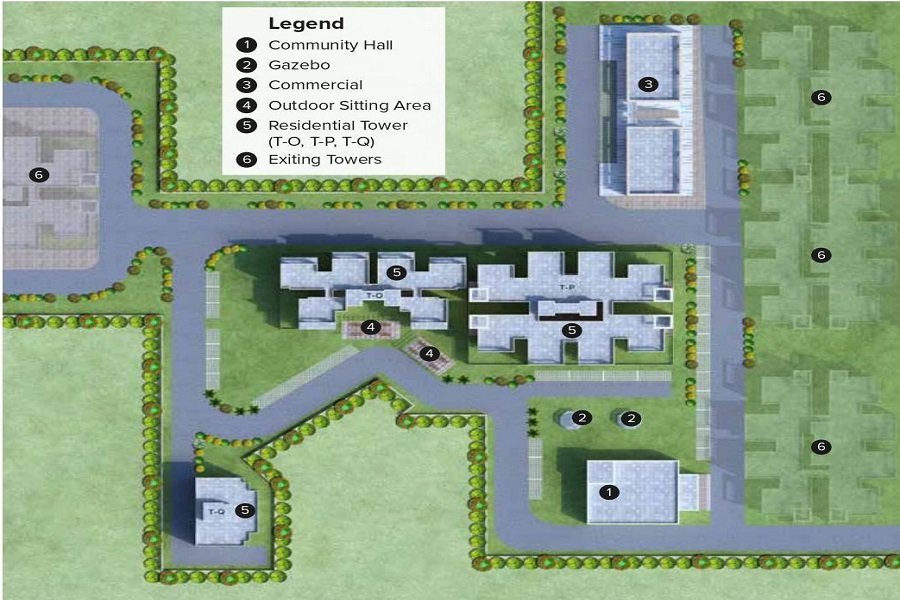 Legend
1 Community Hall
2 Gazebo
3 Commercial
4 Outdoor Sitting Area
5 Residential Tower
(T-O, T-P, T-Q)
6 Exiting Towers
3
6
6
6
5
T-O
T-P
4
5
4
2
2
6
1
T-Q
5